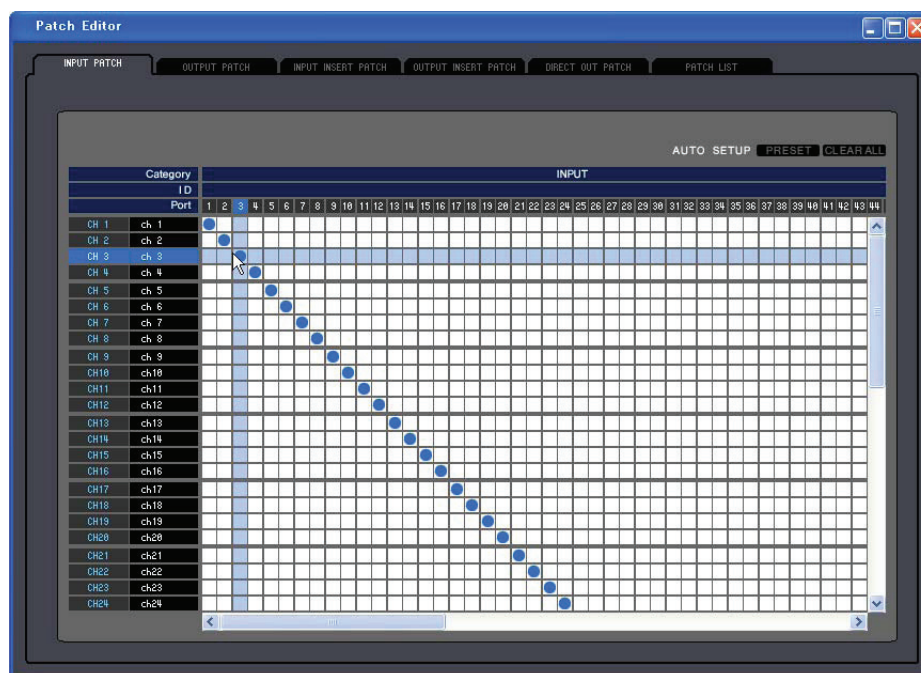 Patch Editor
INPUT PATCH OUTPUT PATCH INPUT INSERT PATCH OUTPUT INSERT PATCH DIRECT OUT PATCH PATCH LIST
AUTO SETUP PRESET CLEAR ALL
Category INPUT
ID
Port 1 2 3 4 5 6 7 8 9 10 11 12 13 14 15 16 17 18 19 20 21 22 23 24 25 26 27 28 29 30 31 32 33 34 35 36 37 38 39 40 41 42 43 44
CH 1 ch 1
CH 2 ch 2
CH 3 ch 3
CH 4 ch 4
CH 5 ch 5
CH 6 ch 6
CH 7 ch 7
CH 8 ch 8
CH 9 ch 9
CH10 ch10
CH11 ch11
CH12 ch12
CH13 ch13
CH14 ch14
CH15 ch15
CH16 ch16
CH17 ch17
CH18 ch18
CH19 ch19
CH20 ch20
CH21 ch21
CH22 ch22
CH23 ch23
CH24 ch24